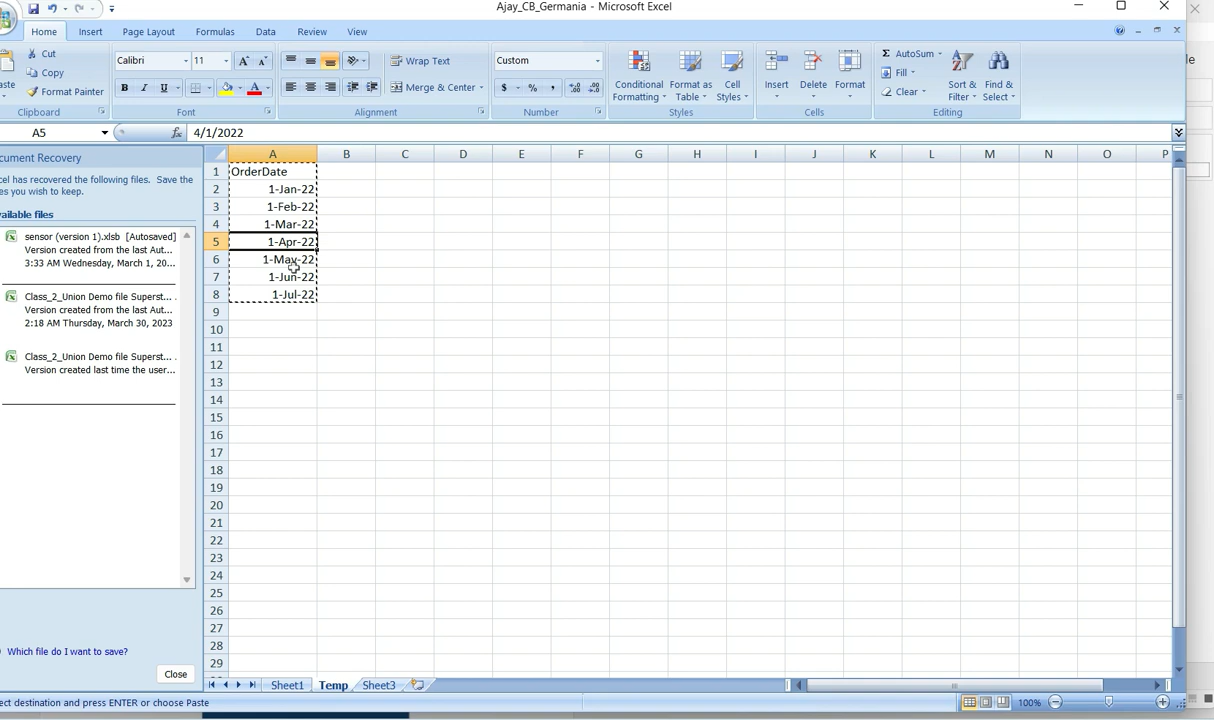 Ajay_CB_Germania - Microsoft Excel
Home Insert Page Layout Formulas Data Review View
Cut
Copy
Format Painter
Clipboard
Calibri 11
B I U
Font
Wrap Text
Merge & Center
Alignment
Custom
$ % ,
Number
Conditional Formatting
Format as Table
Cell Styles
Styles
Insert Delete Format
Cells
AutoSum
Fill
Clear
Sort & Filter
Find & Select
Editing
A5 fx 4/1/2022
cument Recovery
cel has recovered the following files. Save the
es you wish to keep.
vailable files
sensor (version 1).xlsb [Autosaved]
Version created from the last Aut...
3:33 AM Wednesday, March 1, 20...
Class_2_Union Demo file Superst...
Version created from the last Aut...
2:18 AM Thursday, March 30, 2023
Class_2_Union Demo file Superst...
Version created last time the user...
Which file do I want to save?
Close
A B C D E F G H I J K L M N O P
1 OrderDate
2 1-Jan-22
3 1-Feb-22
4 1-Mar-22
5 1-Apr-22
6 1-May-22
7 1-Jun-22
8 1-Jul-22
9
10
11
12
13
14
15
16
17
18
19
20
21
22
23
24
25
26
27
28
29
Sheet1 Temp Sheet3
ect destination and press ENTER or choose Paste
100%